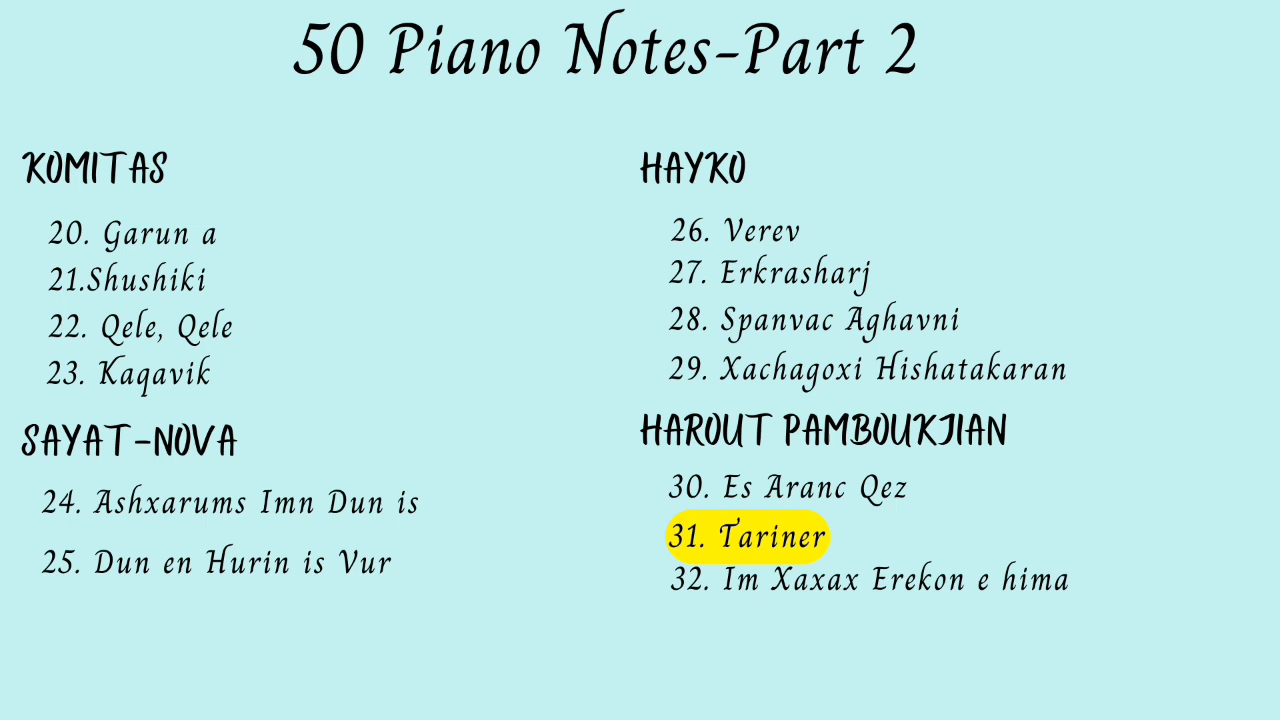 50 Piano Notes-Part 2
KOMITAS
20. Garun a
21.Shushiki
22. Qele, Qele
23. Kaqavik
SAYAT-NOVA
24. Ashxarums Imn Dun is
25. Dun en Hurin is Vur
HAYKO
26. Verev
27. Erkrasharj
28. Spanvac Aghavni
29. Xachagoxi Hishatakaran
HAROUT PAMBOUKJIAN
30. Es Aranc Qez
31. Tariner
32. Im Xaxax Erekon e hima